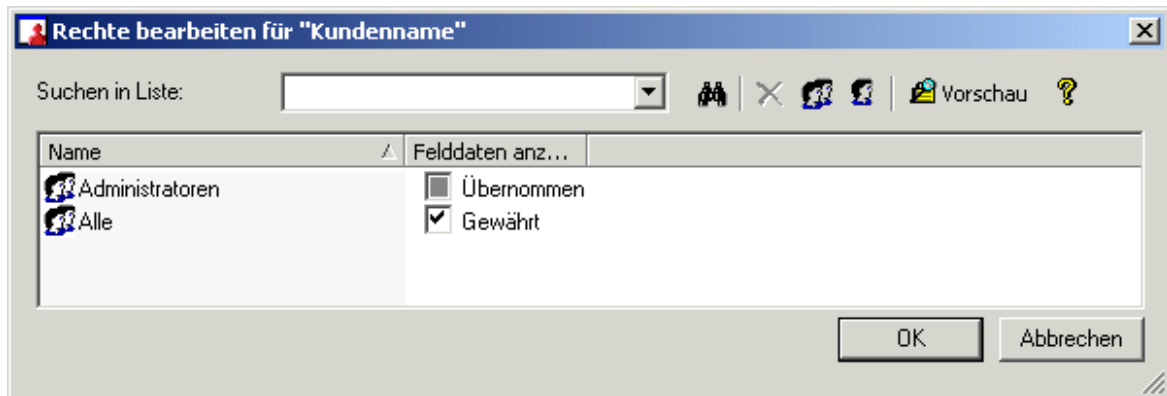 Rechte bearbeiten für "Kundenname"
Suchen in Liste:
Vorschau
Name
Felddaten anz...
Administratoren
Übernommen
Alle
Gewährt
OK
Abbrechen